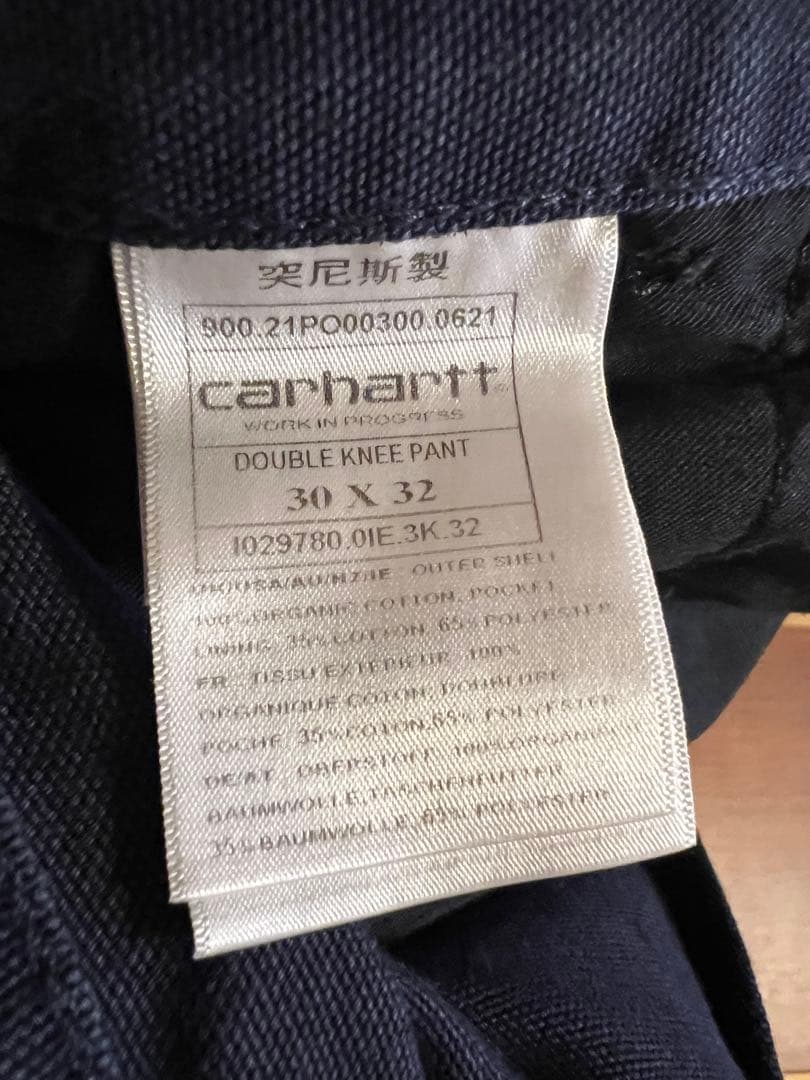 突尼斯製
900.21PO00300.0621
carhartt
WORK IN PROGRESS
DOUBLE KNEE PANT
30 X 32
I029780.0IE.3K.32
UK/USA/AU/NZ/IE OUTER SHELL
100% ORGANIC COTTON, POCKET
LINING, 35% COTTON 65% POLYESTER
FR TISSU EXTERIEUR 100%
ORGANIQUE COTON, DOUBLURE
POCHE 35% COTON, 65% POLYESTER
DE/AT OBERSTOFF 100% ORGANISCHE
BAUMWOLLE, TASCHENFUTTER
35% BAUMWOLLE, 65% POLYESTER